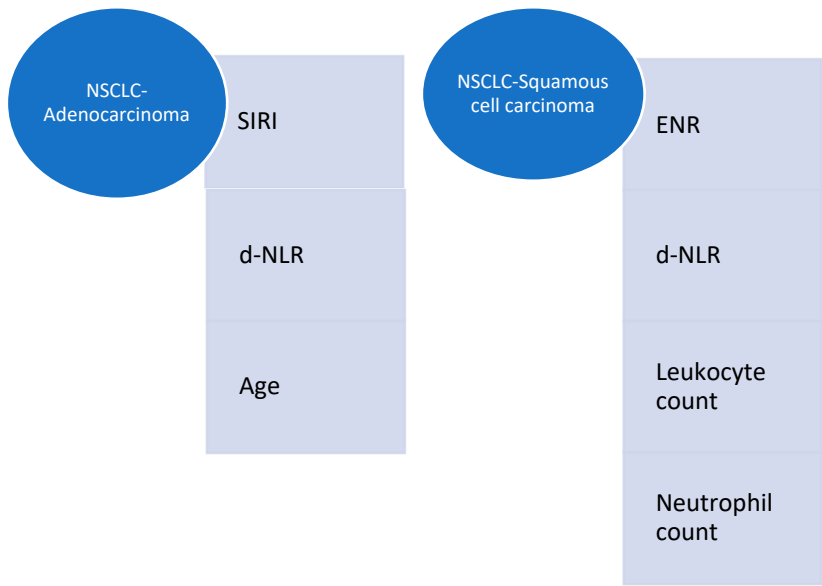 NSCLC-
Adenocarcinoma
SIRI
d-NLR
Age
NSCLC-Squamous
cell carcinoma
ENR
d-NLR
Leukocyte
count
Neutrophil
count